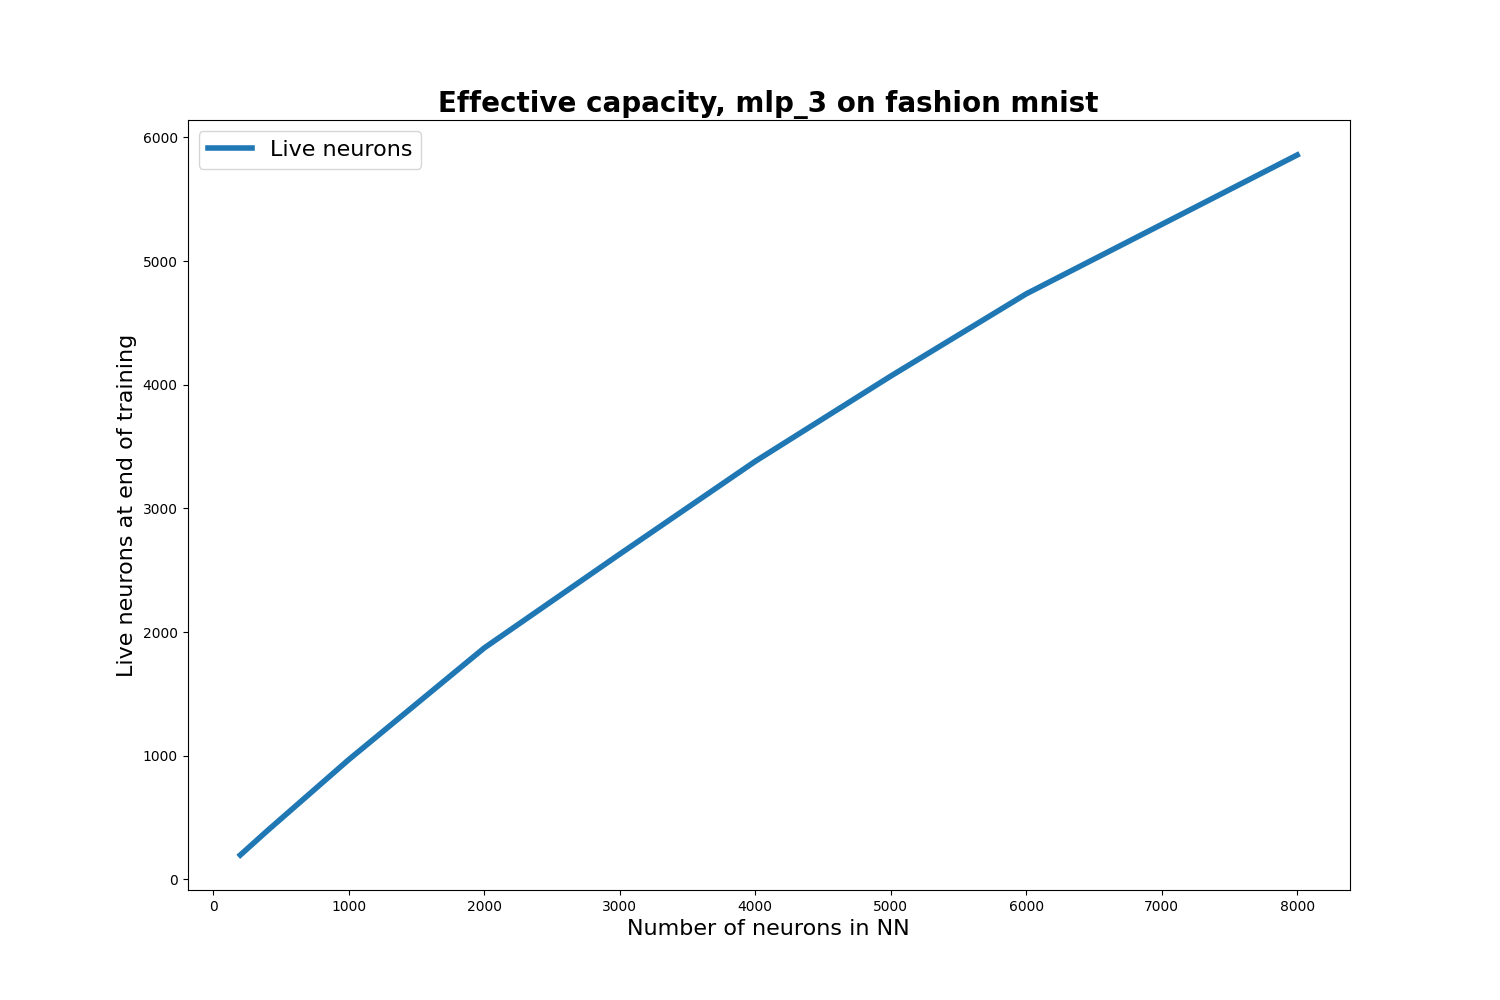 Effective capacity, mlp_3 on fashion mnist
Live neurons
6000
5000
4000
3000
2000
1000
0
Live neurons at end of training
0 1000 2000 3000 4000 5000 6000 7000 8000
Number of neurons in NN